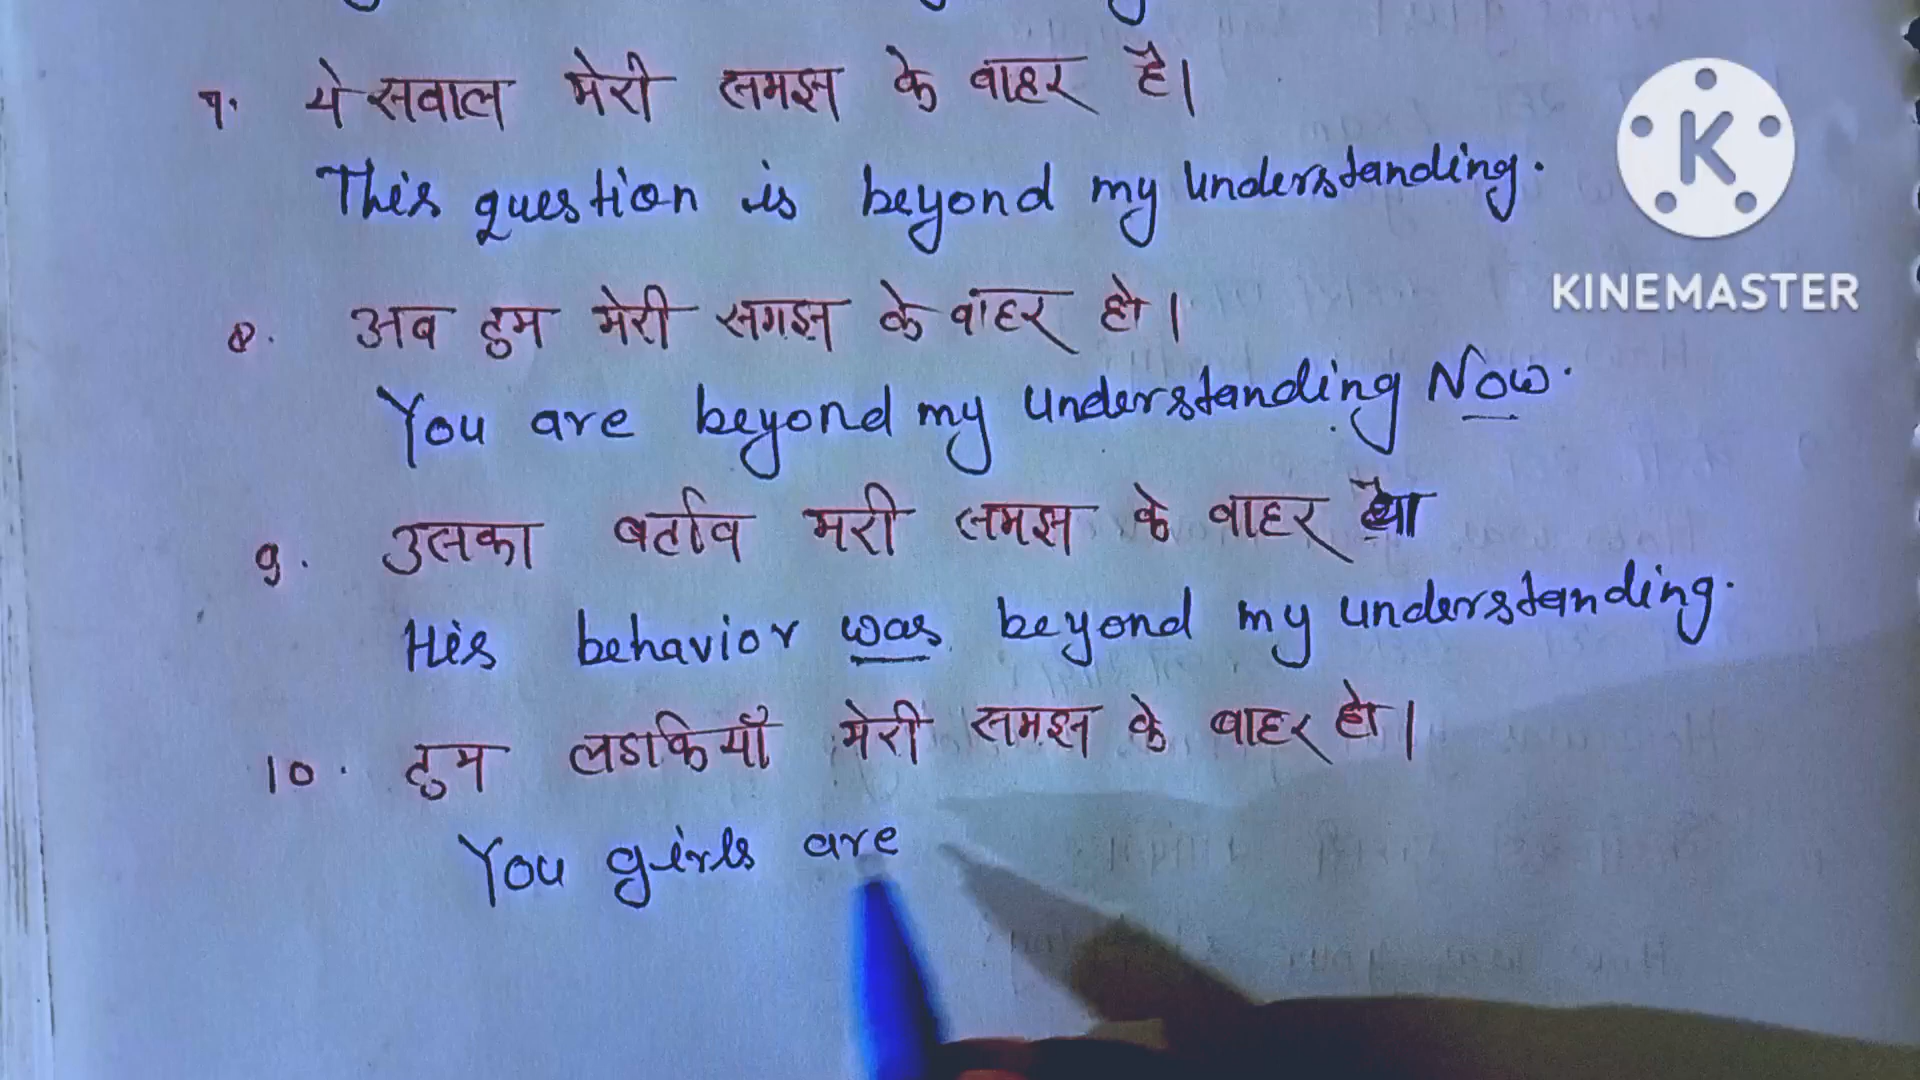 7. ये सवाल मेरी समझ के बाहर है।
This question is beyond my understanding.
8. अब तुम मेरी समझ के बाहर हो।
You are beyond my understanding Now.
9. उसका बर्ताव मरी समझ के बाहर था
His behavior was beyond my understanding.
10. तुम लडकियाँ मेरी समझ के बाहर हो।
You girls are
KINEMASTER